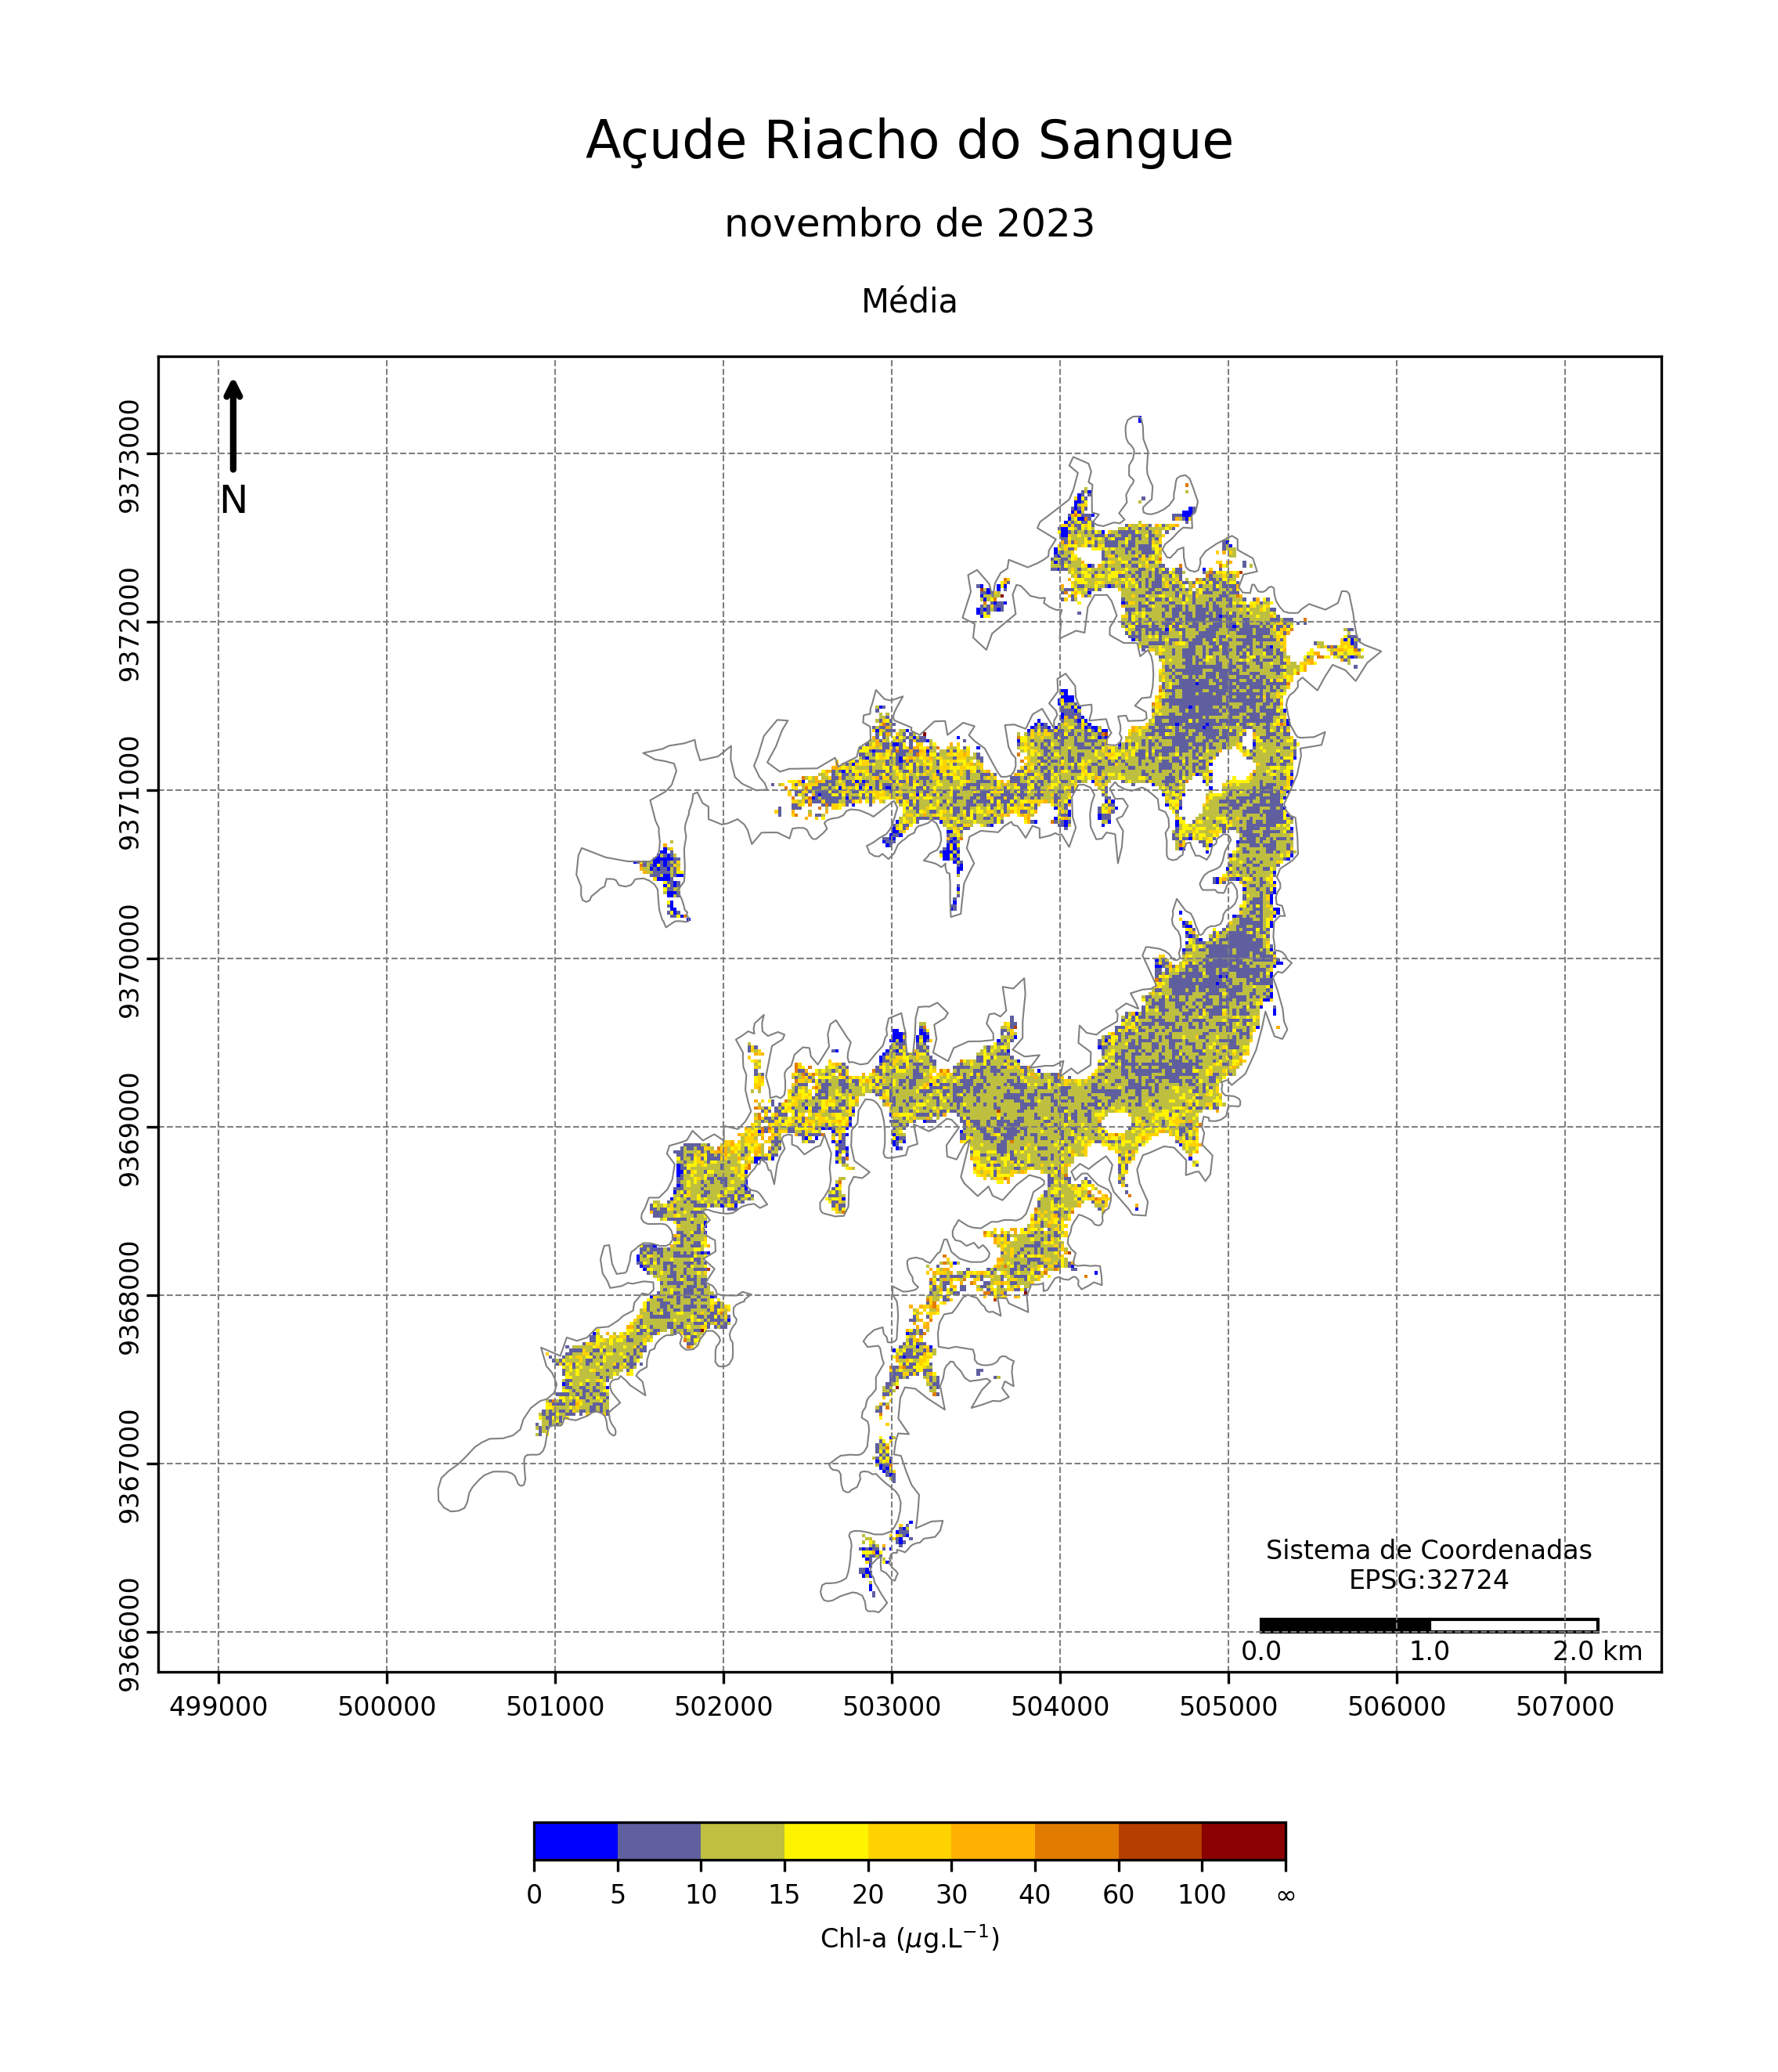 Açude Riacho do Sangue
novembro de 2023
Média
N
9373000
9372000
9371000
9370000
9369000
9368000
9367000
9366000
Sistema de Coordenadas
EPSG:32724
0.0 1.0 2.0 km
499000 500000 501000 502000 503000 504000 505000 506000 507000
0 5 10 15 20 30 40 60 100 ∞
Chl-a (μg.L⁻¹)